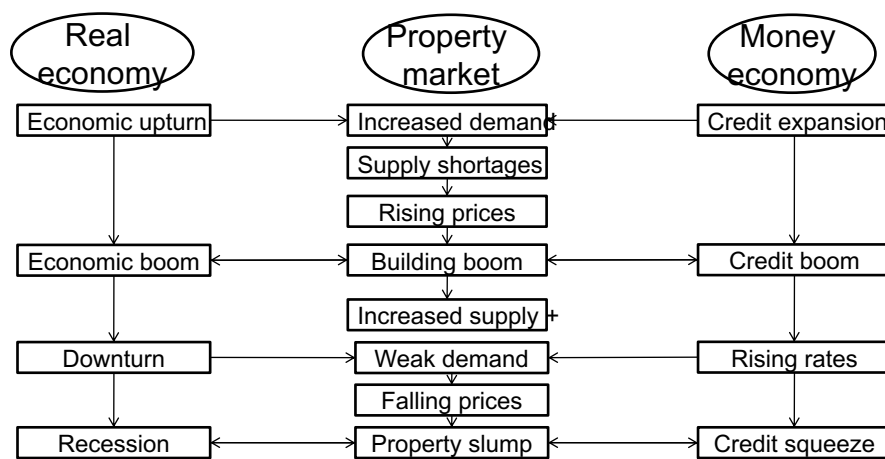 Real
economy
Property
market
Money
economy
Economic upturn
Increased demand
Credit expansion
Supply shortages
Rising prices
Economic boom
Building boom
Credit boom
Increased supply +
Downturn
Weak demand
Rising rates
Falling prices
Recession
Property slump
Credit squeeze